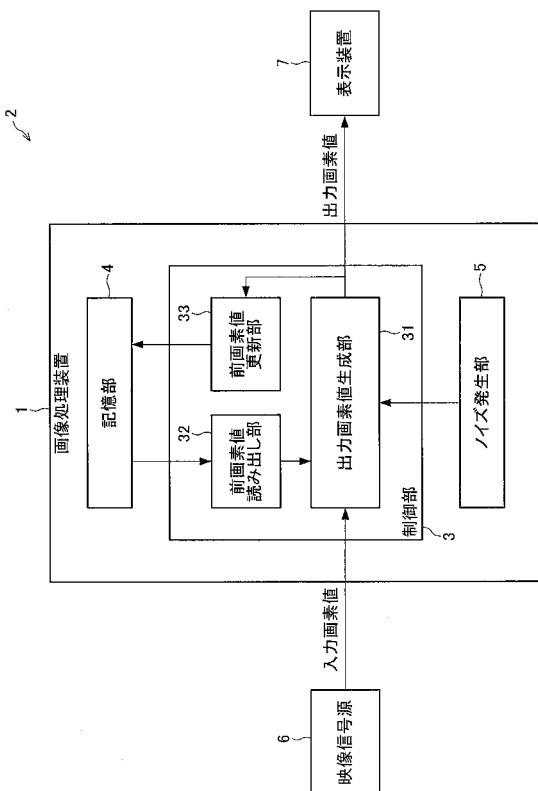 2
1
画像処理装置
4
記憶部
32
前画素値
読み出し部
33
前画素値
更新部
出力画素値生成部
31
制御部
3
5
ノイズ発生部
6
映像信号源
入力画素値
出力画素値
7
表示装置